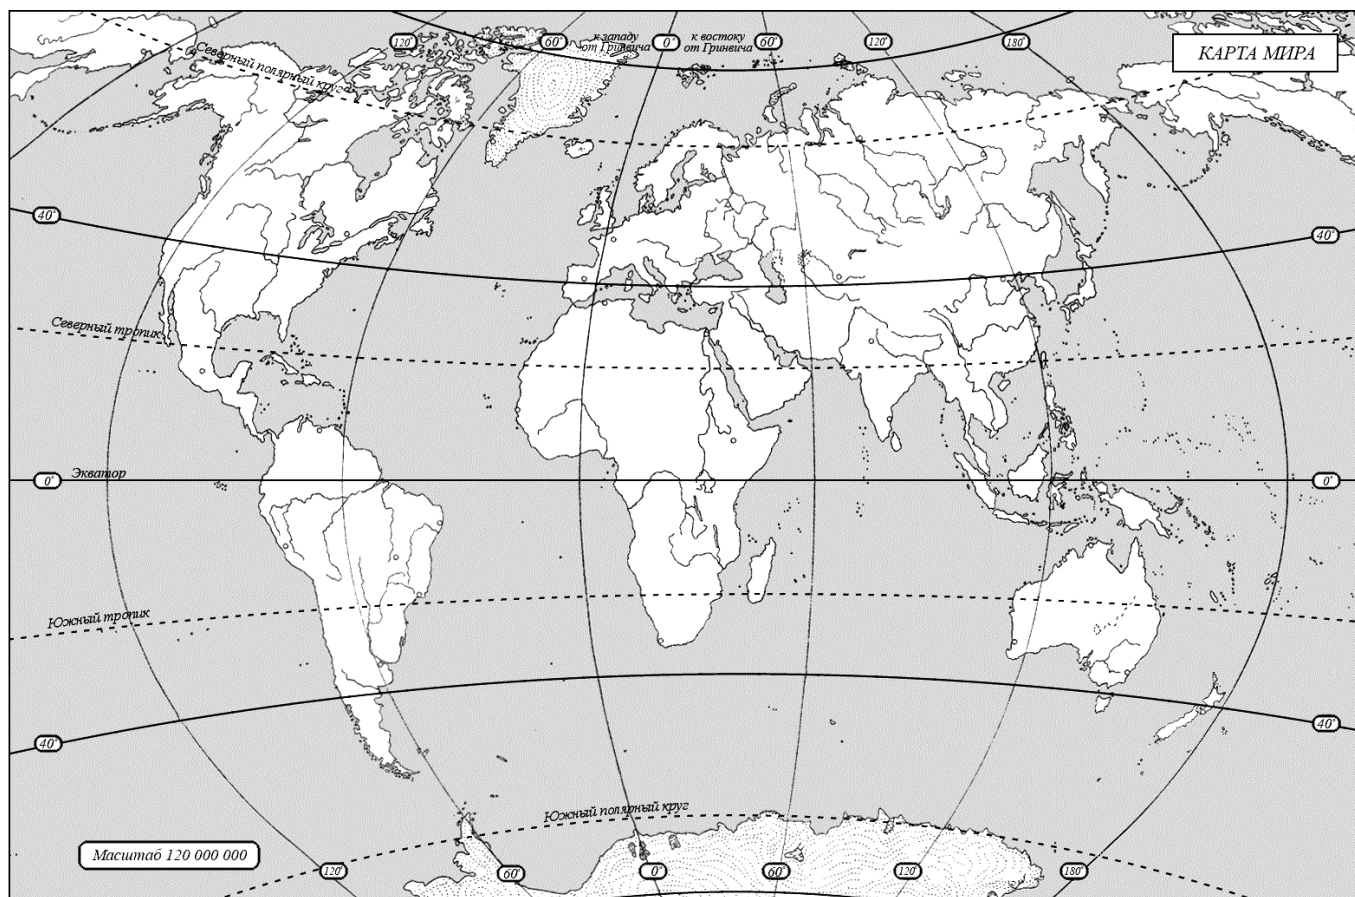 120°
60°
к западу
от Гринвича
0°
к востоку
от Гринвича
60°
120°
180°
КАРТА МИРА
Северный полярный круг
40°
40°
Северный тропик
Экватор
0°
0°
Южный тропик
40°
40°
Южный полярный круг
Масштаб 120 000 000
120°
60°
0°
60°
120°
180°